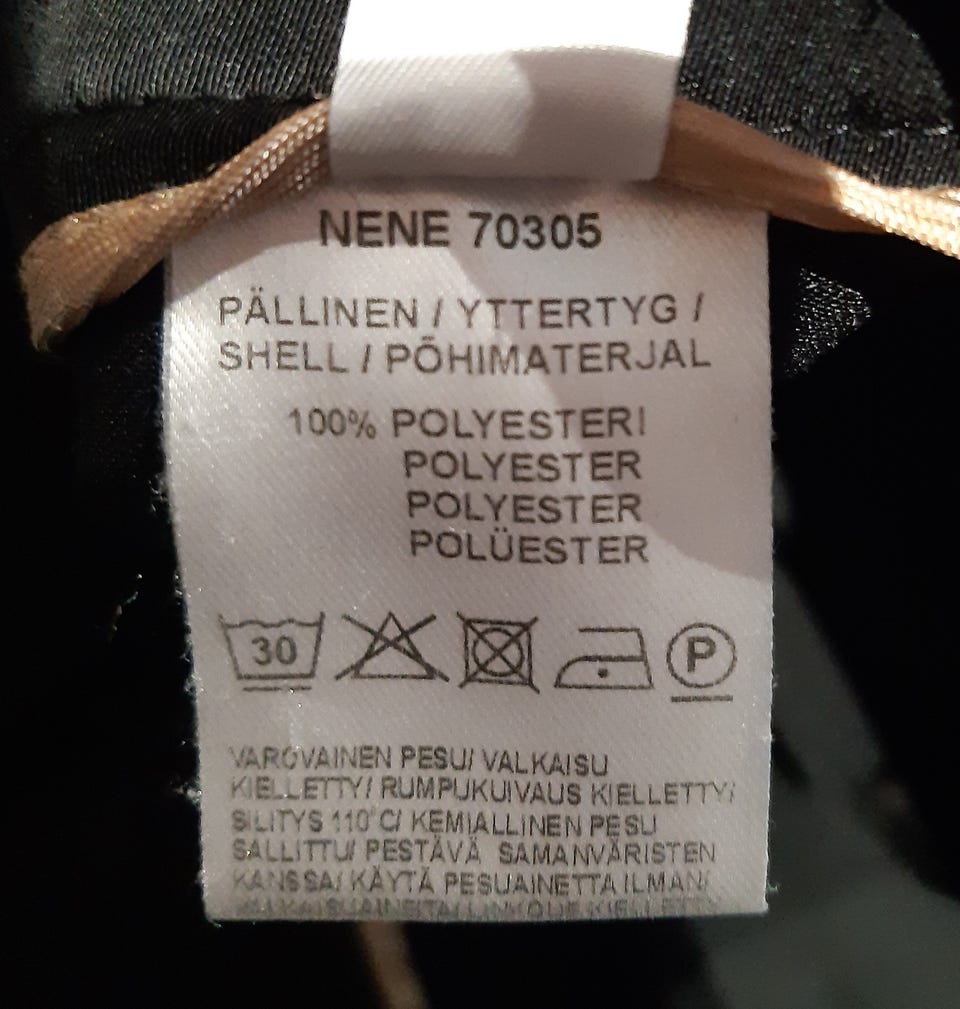 NENE 70305
PÄLLINEN / YTTERTYG /
SHELL / PÕHIMATERJAL
100% POLYESTERI
POLYESTER
POLYESTER
POLÜESTER
30 P
VAROVAINEN PESU/ VALKAISU
KIELLETTY/ RUMPUKUIVAUS KIELLETTY/
SILITYS 110°C/ KEMIALLINEN PESU
SALLITTU/ PESTÄVÄ SAMANVÄRISTEN
KANSSA/ KÄYTÄ PESUAINETTA ILMAN/